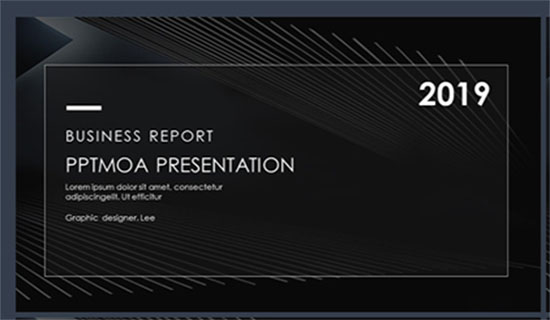 2019
BUSINESS REPORT
PPTMOA PRESENTATION
Lorem ipsum dolor sit amet, consectetur
adipiscingelit. Ut efficitur
Graphic designer. Lee